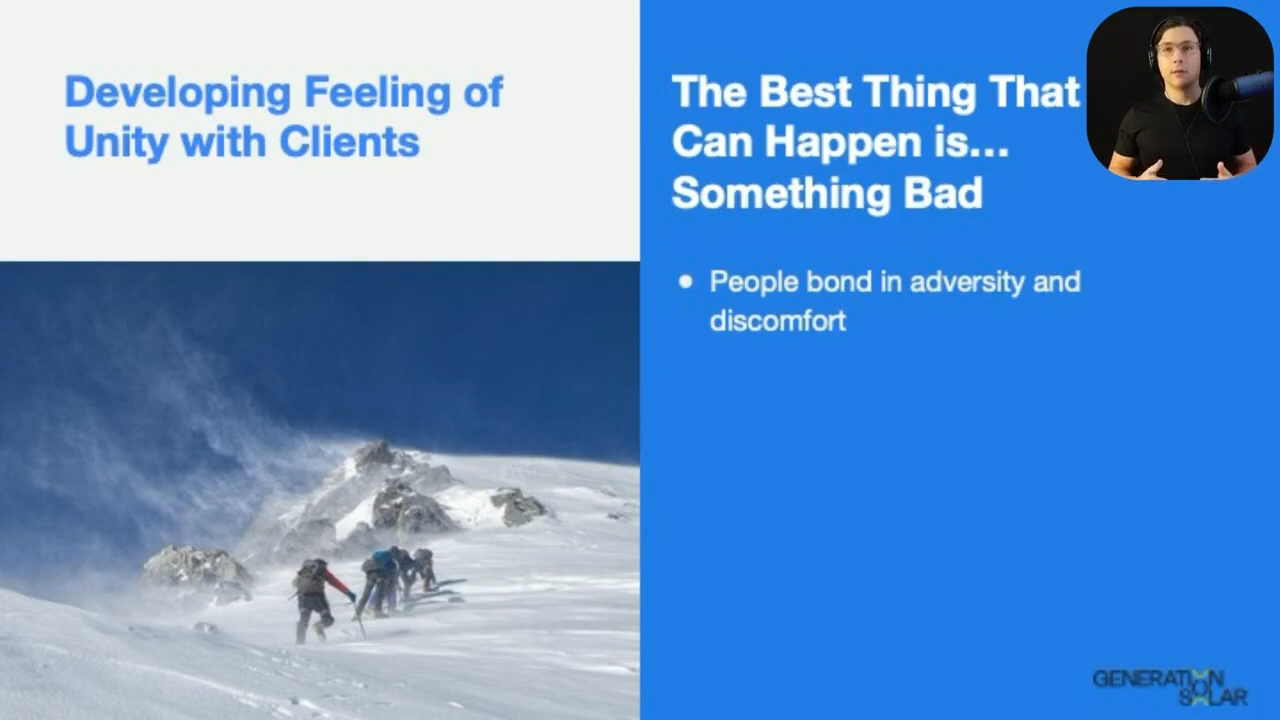 Developing Feeling of
Unity with Clients
The Best Thing That
Can Happen is...
Something Bad
• People bond in adversity and
discomfort
GENERATION
SOLAR